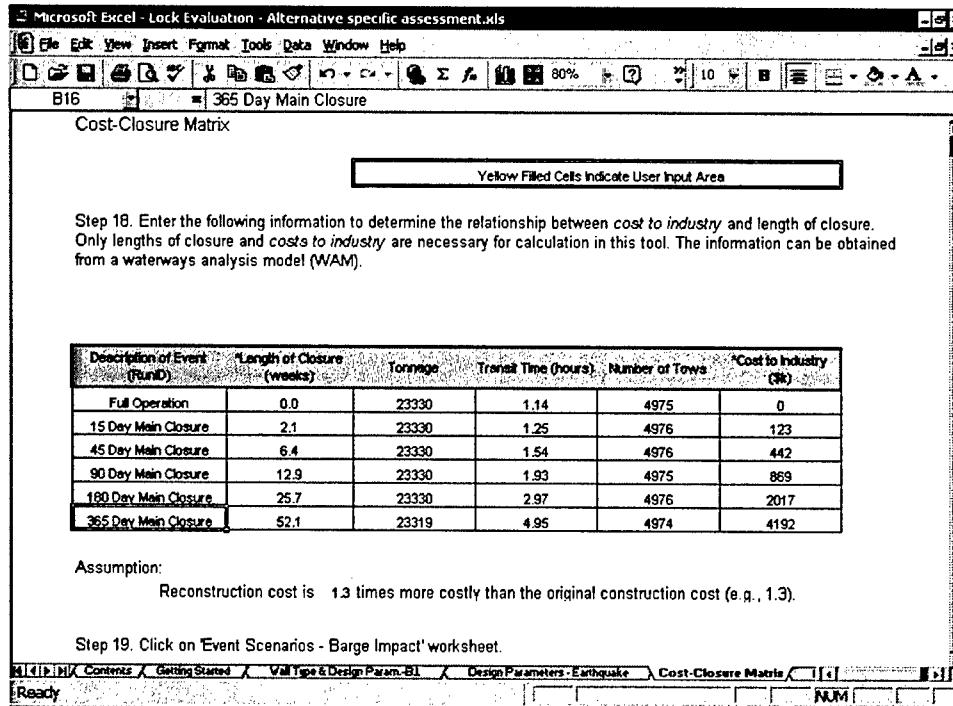 Microsoft Excel - Lock Evaluation - Alternative specific assessment.xls
File Edit View Insert Format Tools Data Window Help
80% 10 B A
B16 = 365 Day Main Closure
Cost-Closure Matrix
Yellow Filled Cells Indicate User Input Area
Step 18. Enter the following information to determine the relationship between cost to industry and length of closure.
Only lengths of closure and costs to industry are necessary for calculation in this tool. The information can be obtained
from a waterways analysis model (WAM).
Description of Event (RunID) *Length of Closure (weeks) Tonnage Transit Time (hours) Number of Tows *Cost to Industry ($k)
Full Operation 0.0 23330 1.14 4975 0
15 Day Main Closure 2.1 23330 1.25 4976 123
45 Day Main Closure 6.4 23330 1.54 4976 442
90 Day Main Closure 12.9 23330 1.93 4975 869
180 Day Main Closure 25.7 23330 2.97 4976 2017
365 Day Main Closure 52.1 23319 4.95 4974 4192
Assumption:
Reconstruction cost is 1.3 times more costly than the original construction cost (e.g., 1.3).
Step 19. Click on 'Event Scenarios - Barge Impact' worksheet.
Contents Getting Started Wall Type & Design Param.-B1 Design Parameters - Earthquake Cost-Closure Matrix
Ready NUM